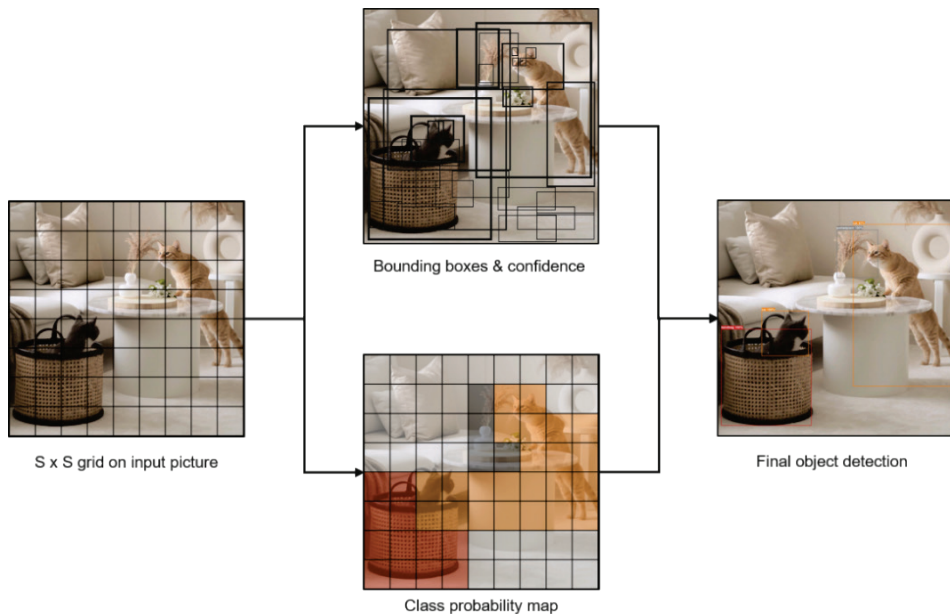 Bounding boxes & confidence
S x S grid on input picture
Final object detection
Class probability map